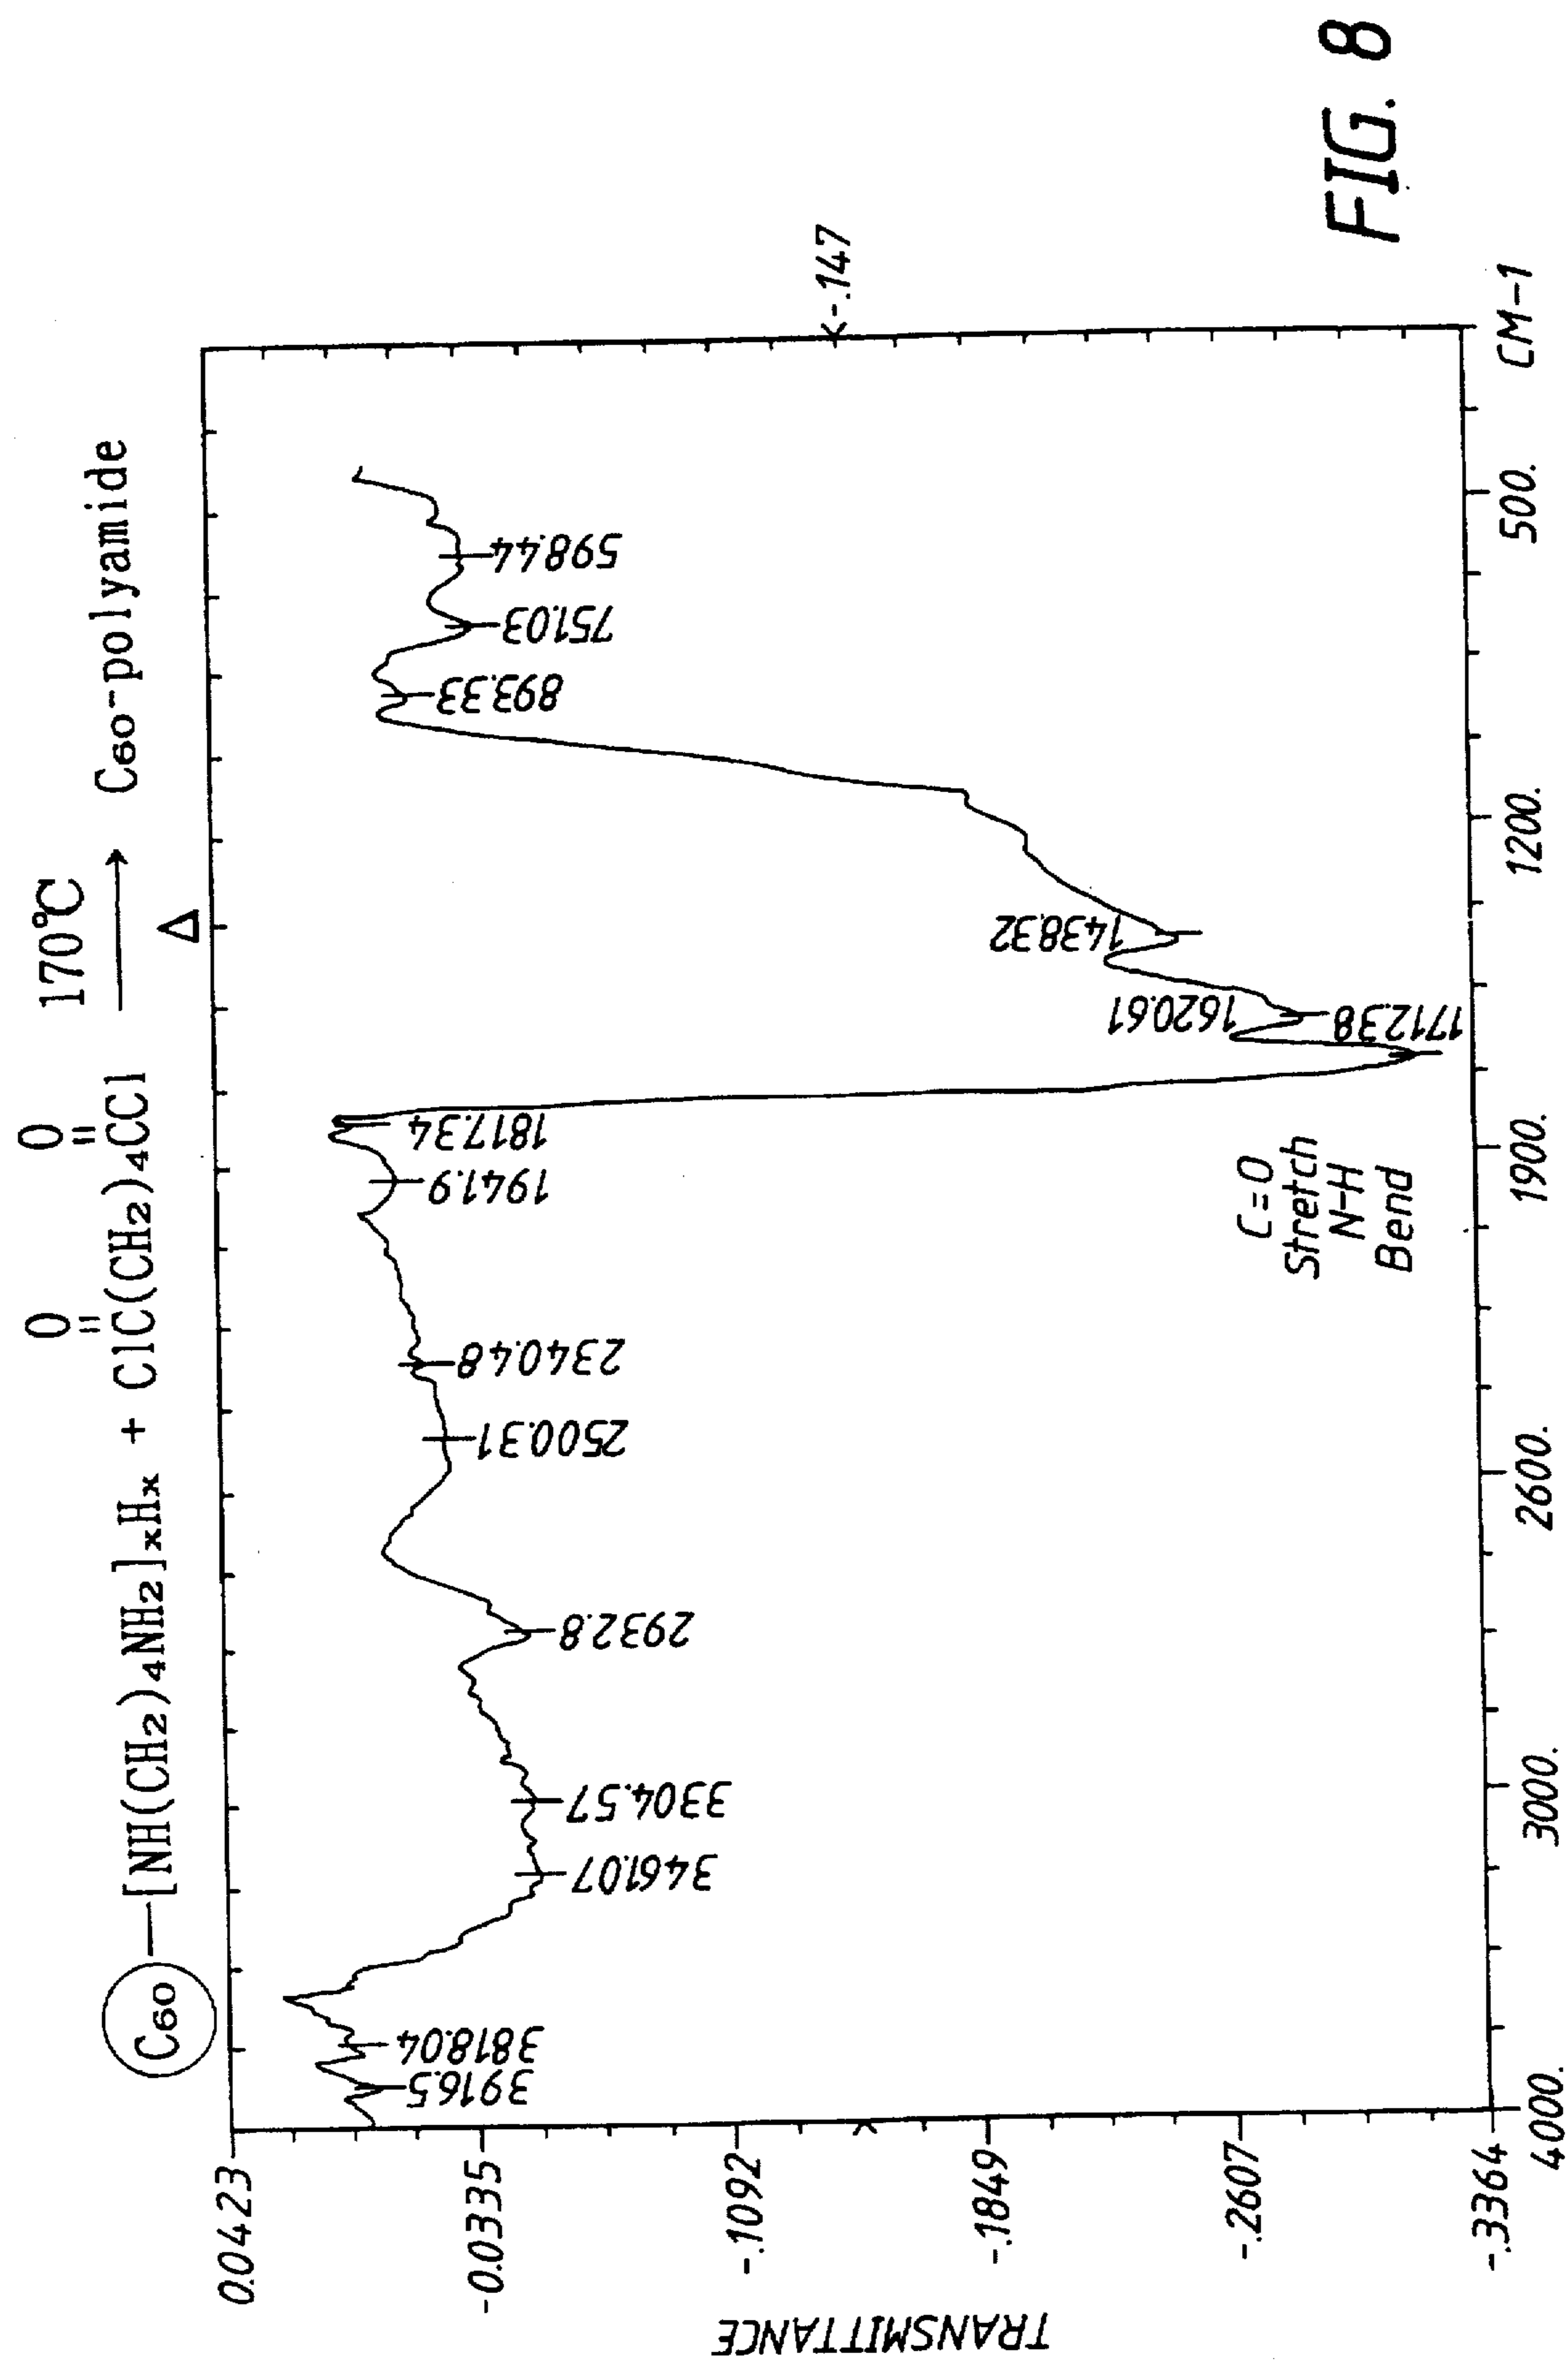 O O
|| ||
C60—[NH(CH2)4NH2]xHx + ClC(CH2)4CCl 170°C ⟶ C60-polyamide
Δ
TRANSMITTANCE
0.0423
-0.0335
-.1092
-.1849
-.2607
-.3364
-.147
3916.5
3818.04
3461.07
3304.57
2932.8
2500.31
2340.48
1941.9
1817.34
1712.38
1620.61
1438.32
893.33
751.03
598.44
C=O
Stretch
N-H
Bend
4000. 3000. 2600. 1900. 1200. 500. CM-1
FIG. 8